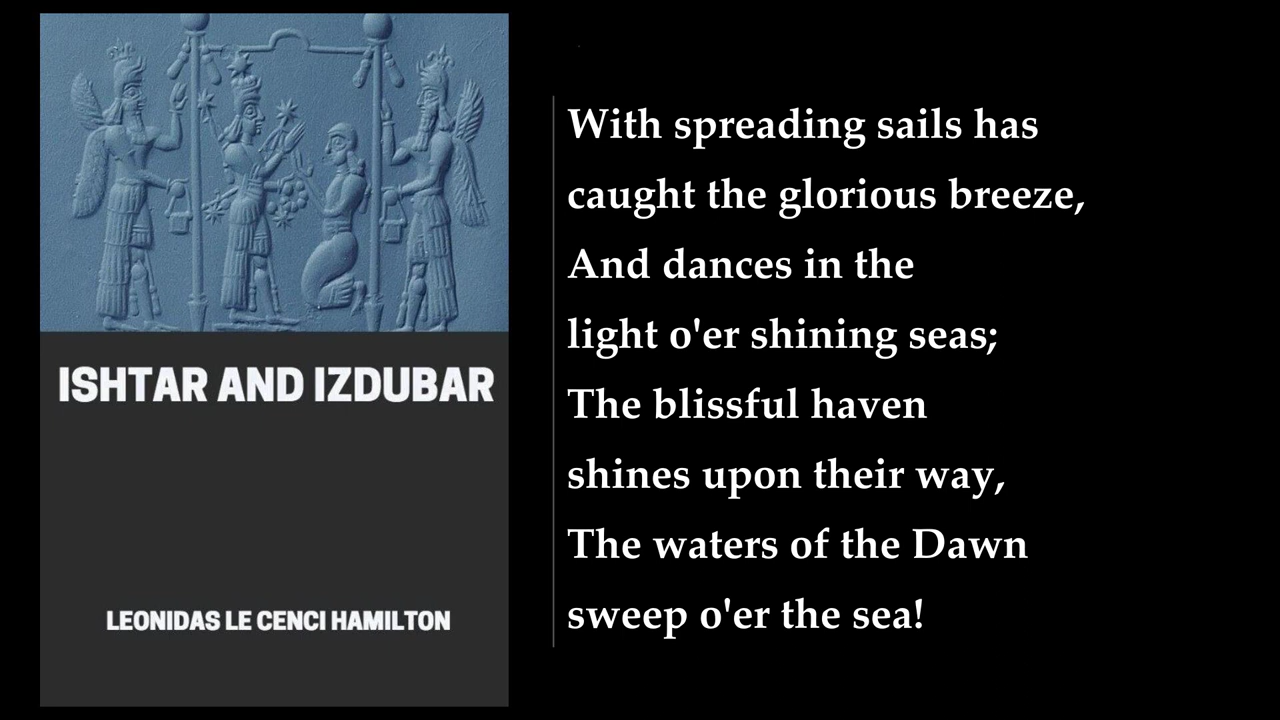 ISHTAR AND IZDUBAR
LEONIDAS LE CENCI HAMILTON
With spreading sails has
caught the glorious breeze,
And dances in the
light o'er shining seas;
The blissful haven
shines upon their way,
The waters of the Dawn
sweep o'er the sea!